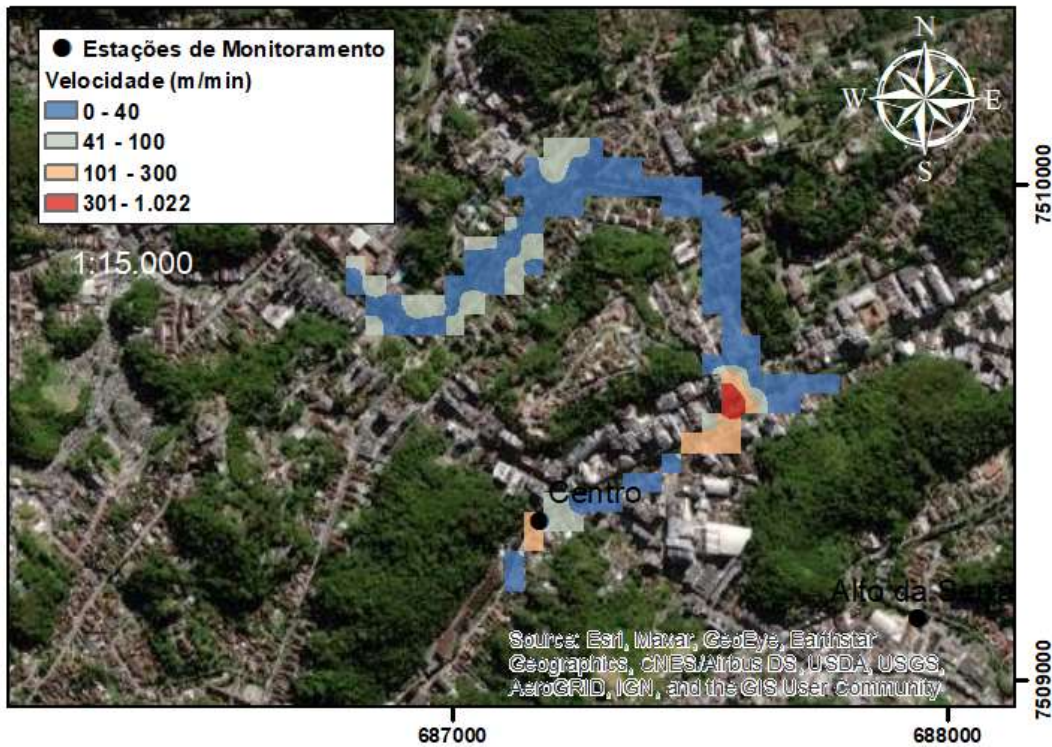 Estações de Monitoramento
Velocidade (m/min)
0 - 40
41 - 100
101 - 300
301- 1.022
N
W
E
S
1:15.000
7510000
Centro
Alto da Serra
Source: Esri, Maxar, GeoEye, Earthstar
Geographics, CNES/Airbus DS, USDA, USGS,
AeroGRID, IGN, and the GIS User Community
7509000
687000
688000